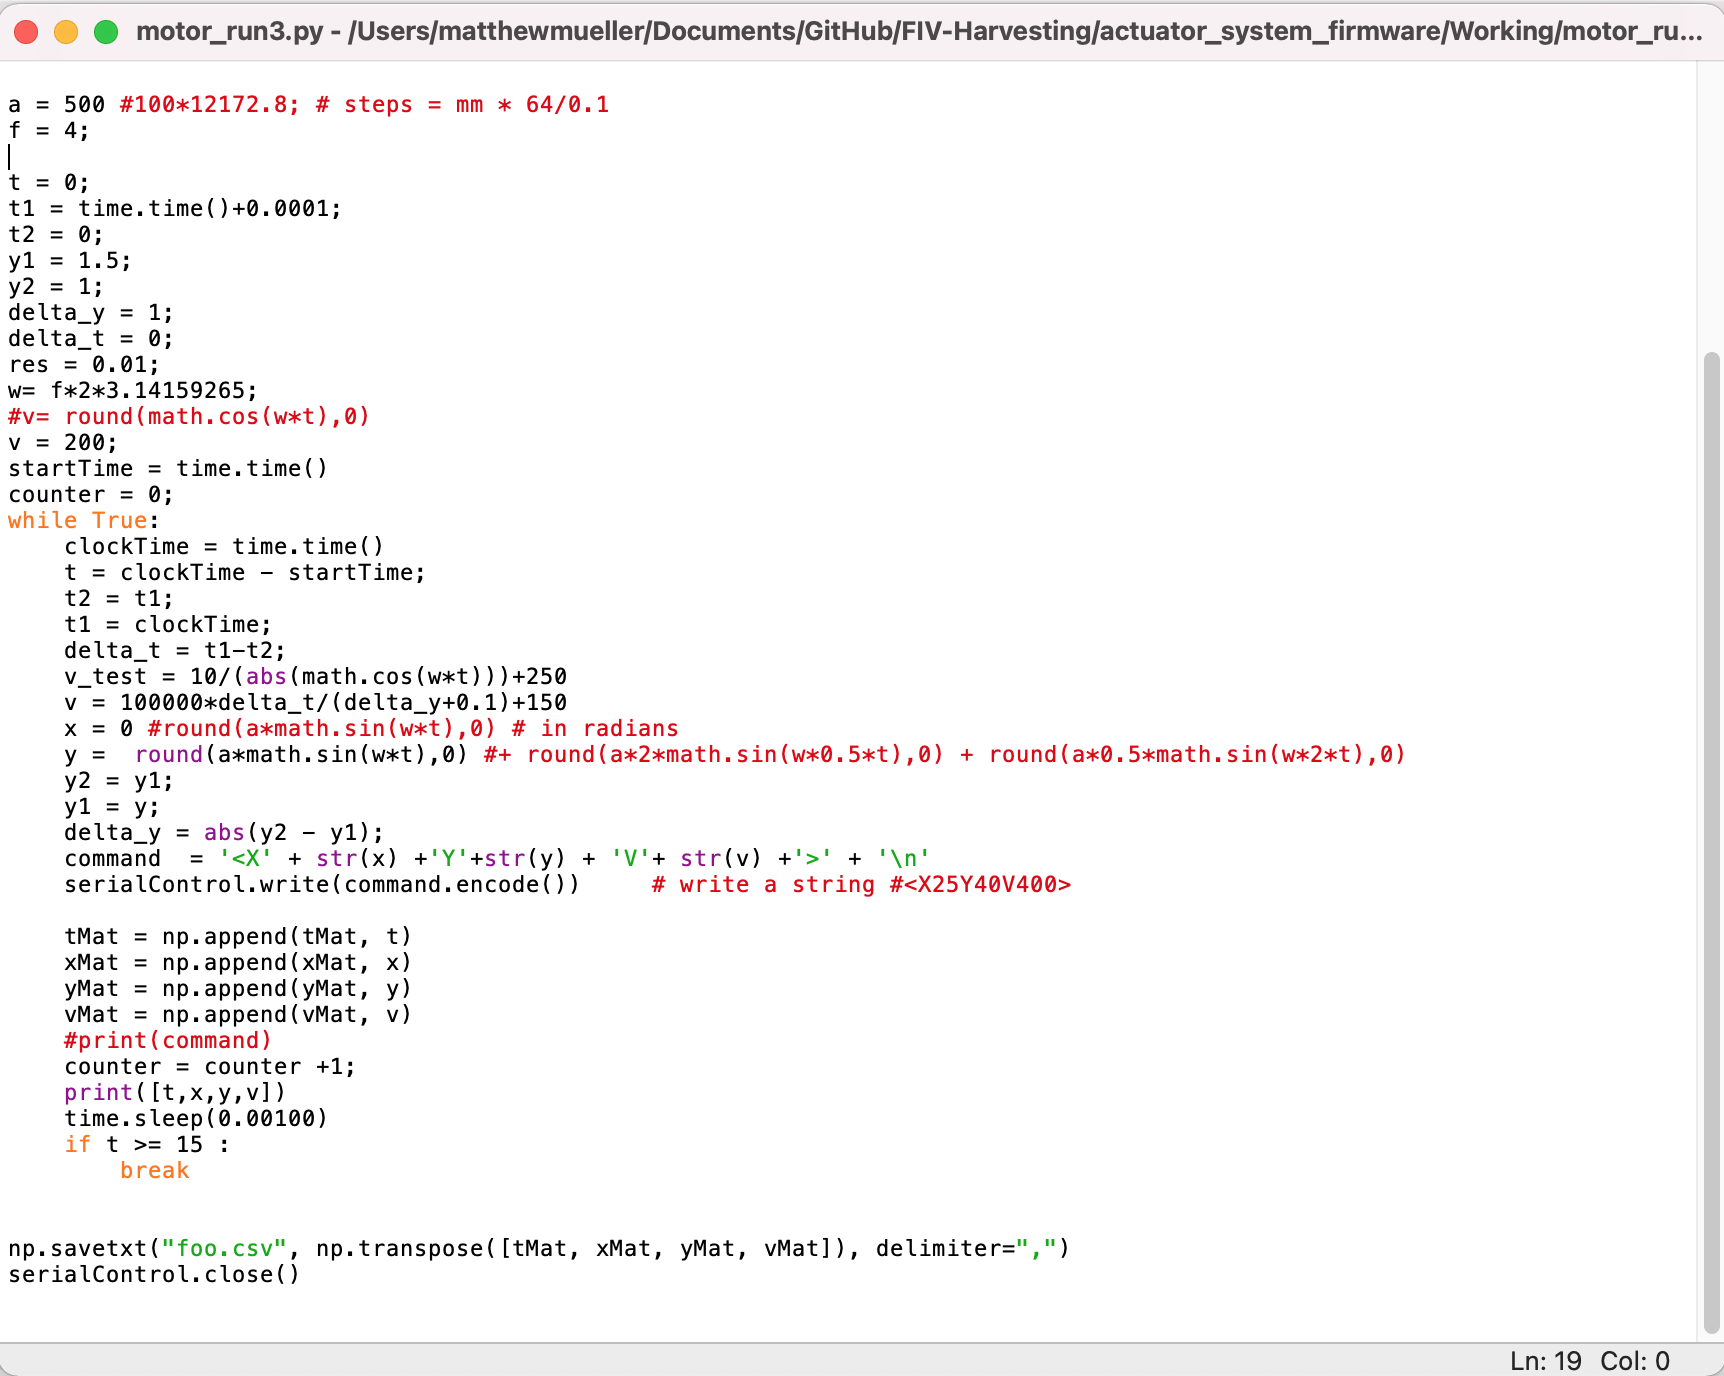 motor_run3.py - /Users/matthewmueller/Documents/GitHub/FIV-Harvesting/actuator_system_firmware/Working/motor_ru...
a = 500 #100*12172.8; # steps = mm * 64/0.1
f = 4;
t = 0;
t1 = time.time()+0.0001;
t2 = 0;
y1 = 1.5;
y2 = 1;
delta_y = 1;
delta_t = 0;
res = 0.01;
w= f*2*3.14159265;
#v= round(math.cos(w*t),0)
v = 200;
startTime = time.time()
counter = 0;
while True:
    clockTime = time.time()
    t = clockTime - startTime;
    t2 = t1;
    t1 = clockTime;
    delta_t = t1-t2;
    v_test = 10/(abs(math.cos(w*t)))+250
    v = 100000*delta_t/(delta_y+0.1)+150
    x = 0 #round(a*math.sin(w*t),0) # in radians
    y =  round(a*math.sin(w*t),0) #+ round(a*2*math.sin(w*0.5*t),0) + round(a*0.5*math.sin(w*2*t),0)
    y2 = y1;
    y1 = y;
    delta_y = abs(y2 - y1);
    command  = '<X' + str(x) +'Y'+str(y) + 'V'+ str(v) +'>' + '\n'
    serialControl.write(command.encode())     # write a string #<X25Y40V400>
    tMat = np.append(tMat, t)
    xMat = np.append(xMat, x)
    yMat = np.append(yMat, y)
    vMat = np.append(vMat, v)
    #print(command)
    counter = counter +1;
    print([t,x,y,v])
    time.sleep(0.00100)
    if t >= 15 :
        break
np.savetxt("foo.csv", np.transpose([tMat, xMat, yMat, vMat]), delimiter=",")
serialControl.close()
Ln: 19 Col: 0